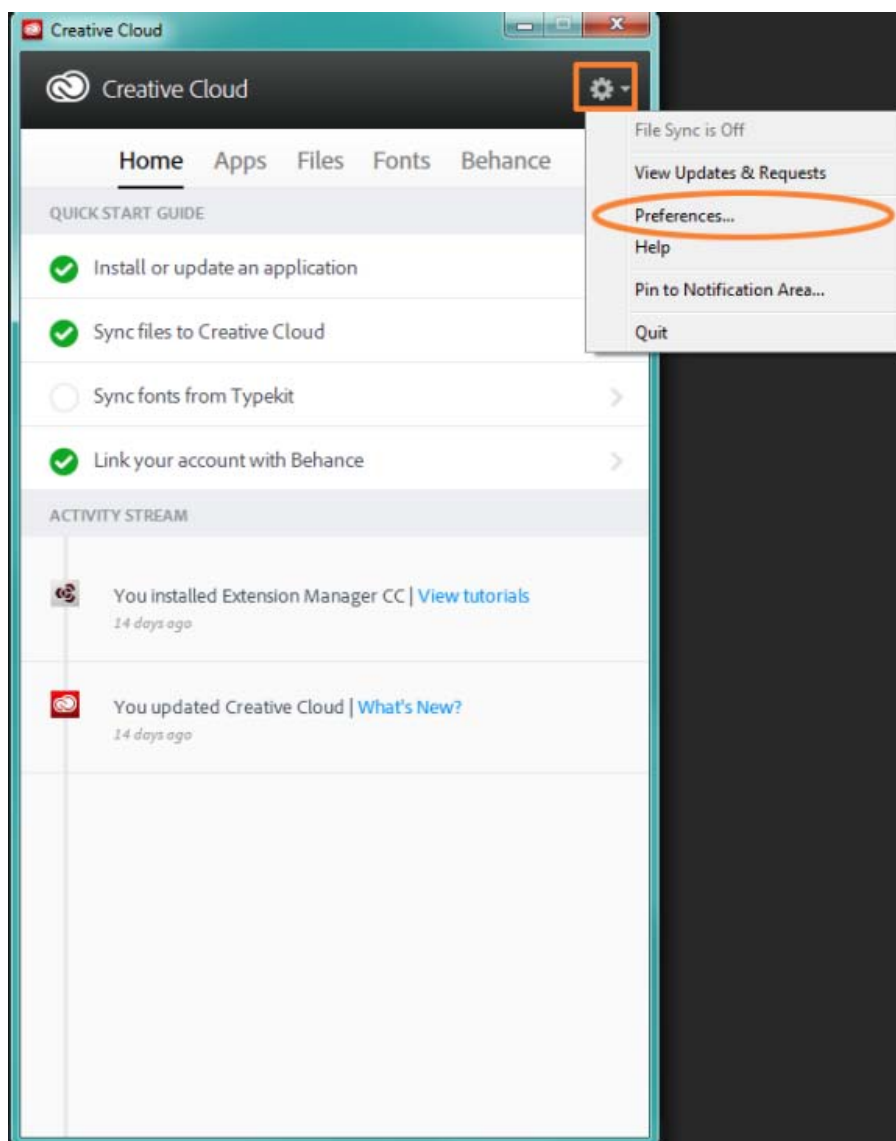 Creative Cloud
Creative Cloud
File Sync is Off
View Updates & Requests
Preferences...
Help
Pin to Notification Area...
Quit
Home Apps Files Fonts Behance
QUICK START GUIDE
Install or update an application
Sync files to Creative Cloud
Sync fonts from Typekit
Link your account with Behance
ACTIVITY STREAM
You installed Extension Manager CC | View tutorials
14 days ago
You updated Creative Cloud | What's New?
14 days ago